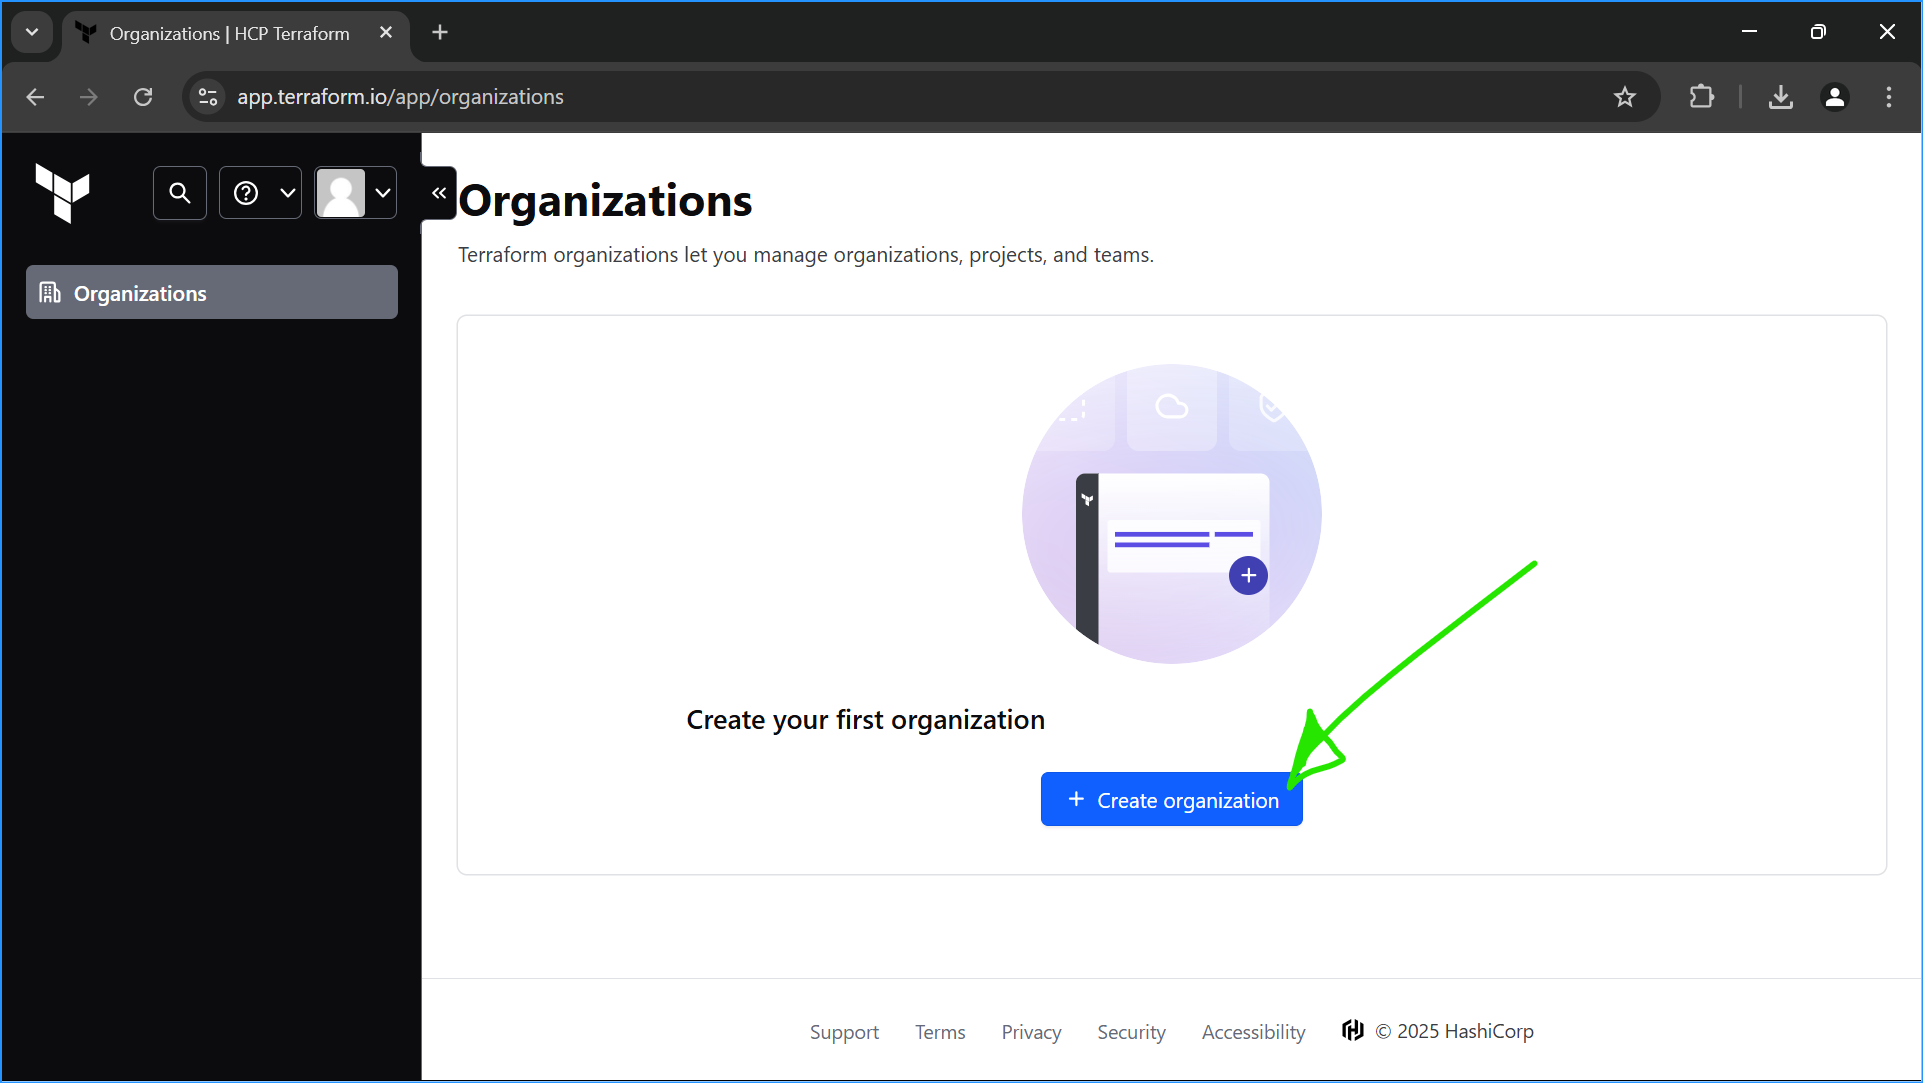 Organizations | HCP Terraform
app.terraform.io/app/organizations
Organizations
Organizations
Terraform organizations let you manage organizations, projects, and teams.
Create your first organization
+ Create organization
Support Terms Privacy Security Accessibility © 2025 HashiCorp